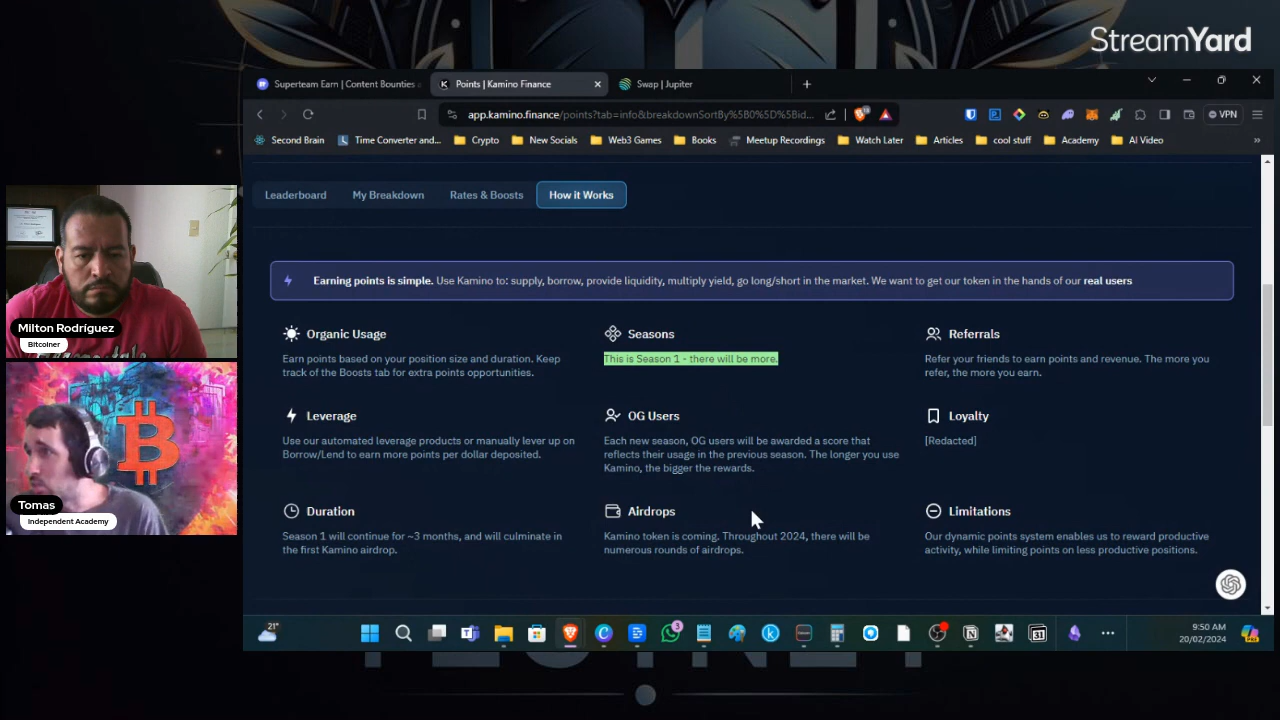 StreamYard
Superteam Earn | Content Bounties
Points | Kamino Finance
Swap | Jupiter
app.kamino.finance/points?tab=info&breakdownSortBy%5B0%5D%5Bid...
VPN
Second Brain
Time Converter and...
Crypto
New Socials
Web3 Games
Books
Meetup Recordings
Watch Later
Articles
cool stuff
Academy
AI Video
Leaderboard
My Breakdown
Rates & Boosts
How it Works
Earning points is simple. Use Kamino to: supply, borrow, provide liquidity, multiply yield, go long/short in the market. We want to get our token in the hands of our real users
Organic Usage
Earn points based on your position size and duration. Keep
track of the Boosts tab for extra points opportunities.
Seasons
This is Season 1 - there will be more.
Referrals
Refer your friends to earn points and revenue. The more you
refer, the more you earn.
Leverage
Use our automated leverage products or manually lever up on
Borrow/Lend to earn more points per dollar deposited.
OG Users
Each new season, OG users will be awarded a score that
reflects their usage in the previous season. The longer you use
Kamino, the bigger the rewards.
Loyalty
[Redacted]
Duration
Season 1 will continue for ~3 months, and will culminate in
the first Kamino airdrop.
Airdrops
Kamino token is coming. Throughout 2024, there will be
numerous rounds of airdrops.
Limitations
Our dynamic points system enables us to reward productive
activity, while limiting points on less productive positions.
Milton Rodríguez
Bitcoiner
Tomas
Independent Academy
21°
3
31
9:50 AM
20/02/2024